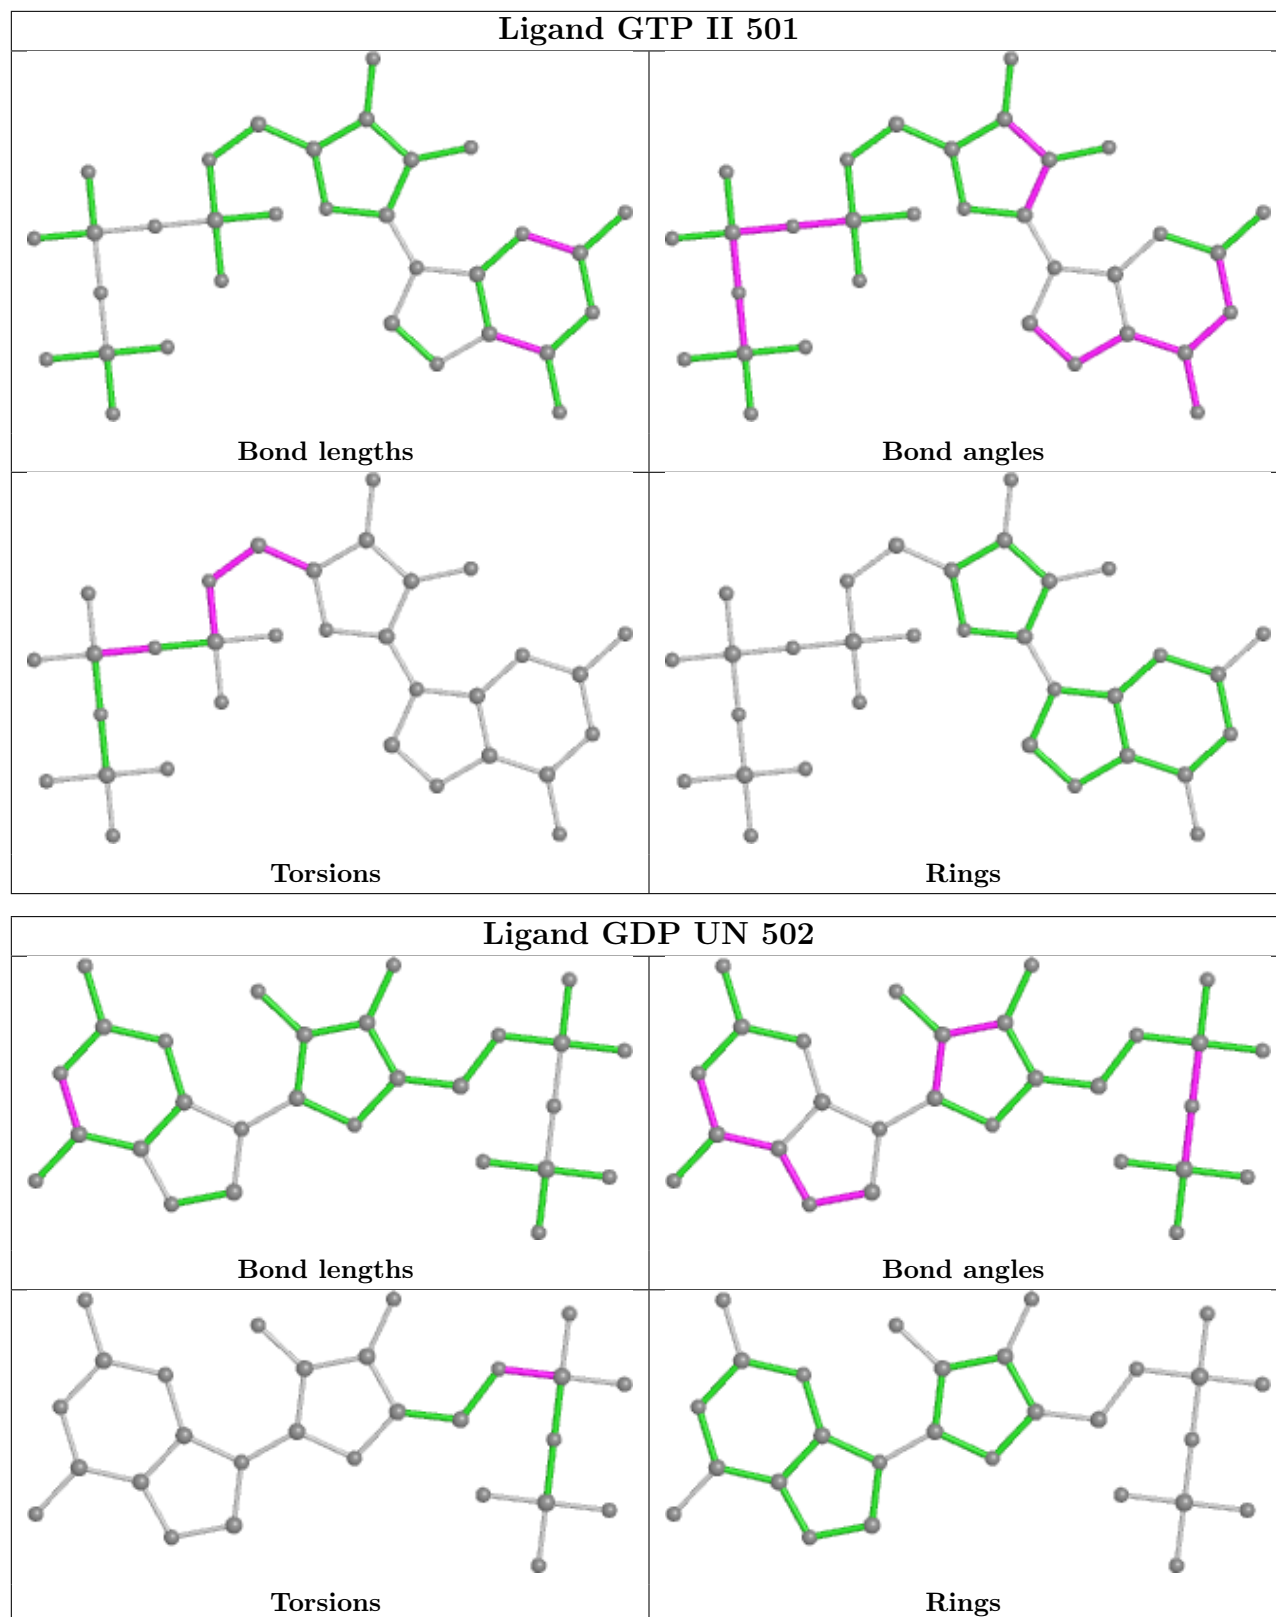 Ligand GTP II 501
Bond lengths
Bond angles
Torsions
Rings
Ligand GDP UN 502
Bond lengths
Bond angles
Torsions
Rings